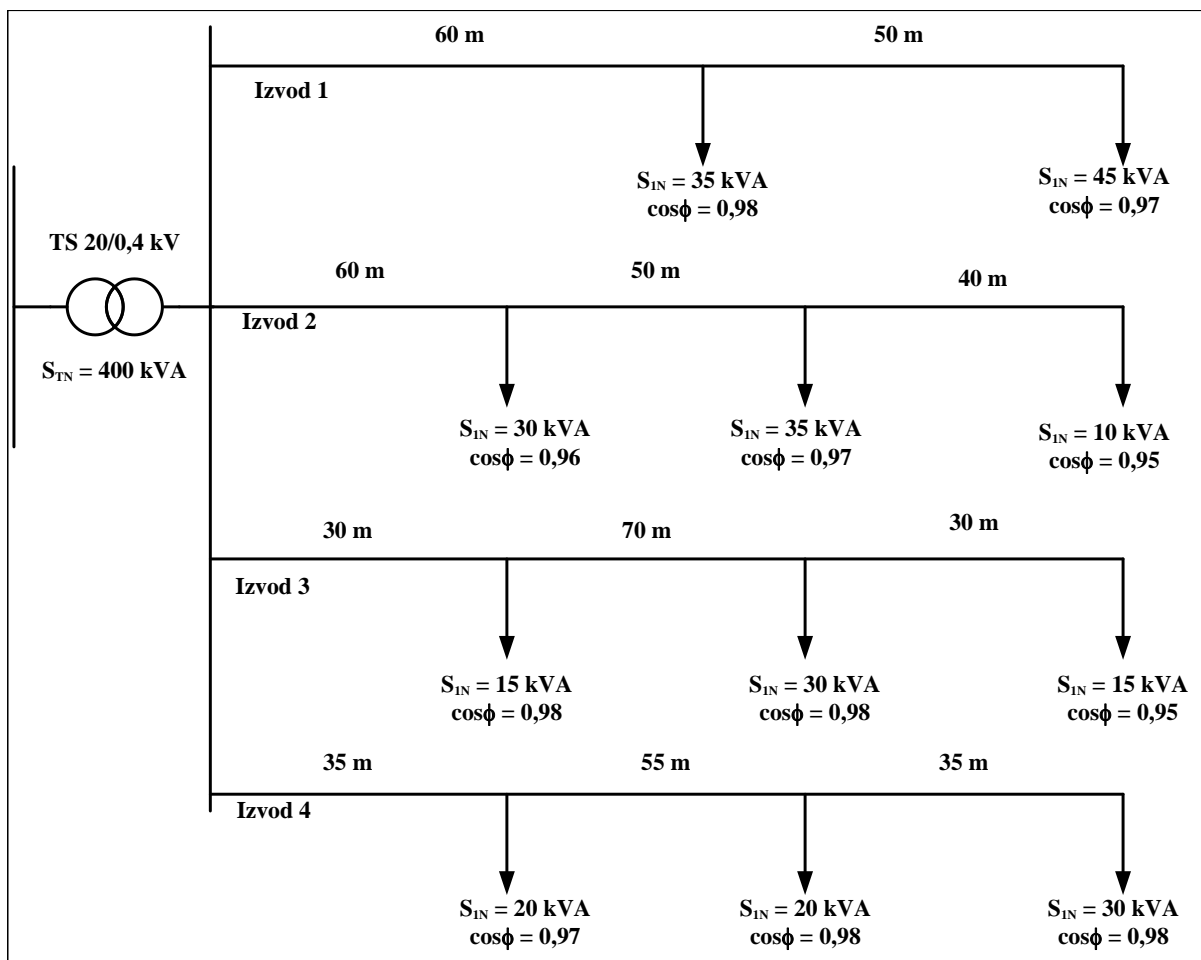 60 m 50 m
Izvod 1
S1N = 35 kVA S1N = 45 kVA
cosϕ = 0,98 cosϕ = 0,97
TS 20/0,4 kV
60 m 50 m 40 m
Izvod 2
STN = 400 kVA
S1N = 30 kVA S1N = 35 kVA S1N = 10 kVA
cosϕ = 0,96 cosϕ = 0,97 cosϕ = 0,95
30 m 70 m 30 m
Izvod 3
S1N = 15 kVA S1N = 30 kVA S1N = 15 kVA
cosϕ = 0,98 cosϕ = 0,98 cosϕ = 0,95
35 m 55 m 35 m
Izvod 4
S1N = 20 kVA S1N = 20 kVA S1N = 30 kVA
cosϕ = 0,97 cosϕ = 0,98 cosϕ = 0,98